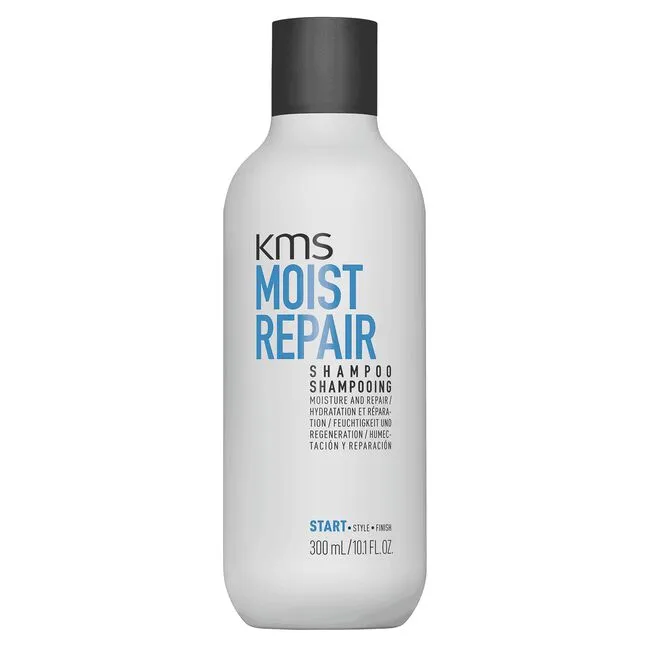 KMS
MOIST
REPAIR
SHAMPOO
SHAMPOOING
MOISTURE AND REPAIR/
HYDRATATION ET RÉPARA-
TION / FEUCHTIGKEIT UND
REGENERATION / HUMEC-
TACIÓN Y REPARACIÓN
START • STYLE • FINISH
300 mL/10.1 FL.OZ.